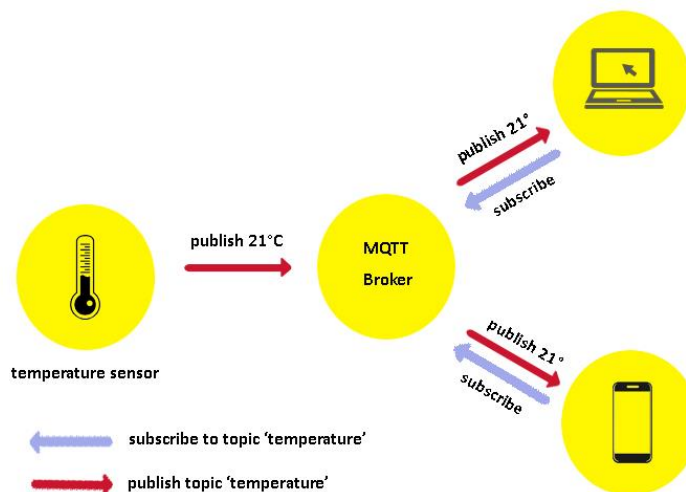 publish 21°
subscribe
publish 21°C
MQTT
Broker
publish 21°
subscribe
temperature sensor
subscribe to topic ‘temperature’
publish topic ‘temperature’